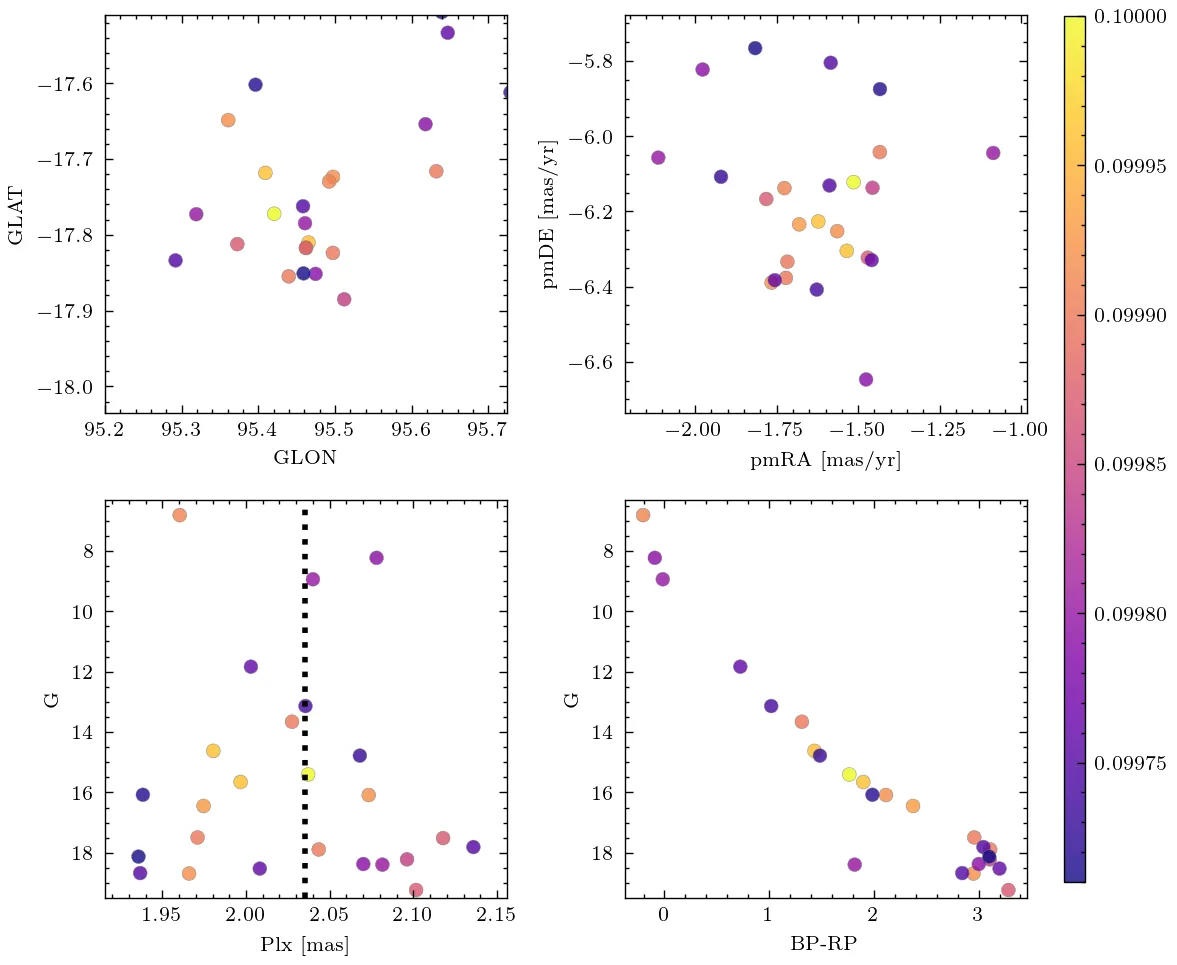 GLAT
−17.6
−17.7
−17.8
−17.9
−18.0
95.2 95.3 95.4 95.5 95.6 95.7
GLON
pmDE [mas/yr]
−5.8
−6.0
−6.2
−6.4
−6.6
−2.00 −1.75 −1.50 −1.25 −1.00
pmRA [mas/yr]
G
8
10
12
14
16
18
1.95 2.00 2.05 2.10 2.15
Plx [mas]
G
8
10
12
14
16
18
0 1 2 3
BP-RP
0.10000
0.09995
0.09990
0.09985
0.09980
0.09975